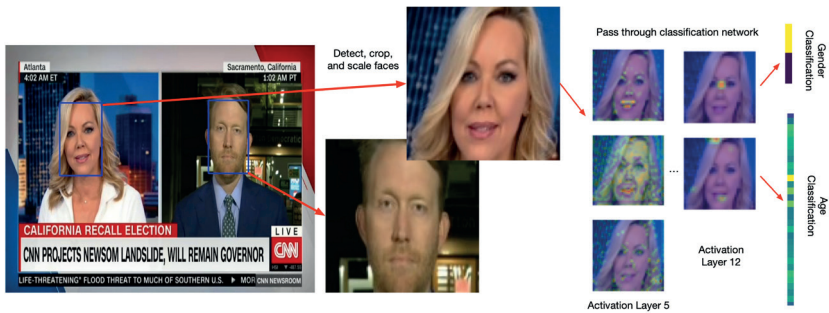 Atlanta
4:02 AM ET
Sacramento, California
1:02 AM PT
CALIFORNIA RECALL ELECTION
LIVE
CNN PROJECTS NEWSOM LANDSLIDE, WILL REMAIN GOVERNOR
CNN
LIFE-THREATENING" FLOOD THREAT TO MUCH OF SOUTHERN U.S. ▶ MOR
CNN NEWSROOM
Detect, crop,
and scale faces
Pass through classification network
...
Activation Layer 5
Activation
Layer 12
Gender
Classification
Age
Classification